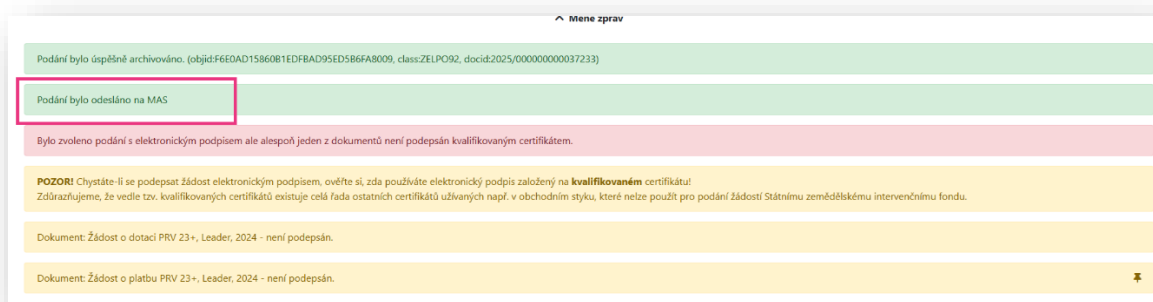 Méně zpráv
Podání bylo úspěšně archivováno. (objid:F6E0AD15860B1EDFBAD95ED5B6FA8009, class:ZELPO92, docid:2025/000000000037233)
Podání bylo odesláno na MAS
Bylo zvoleno podání s elektronickým podpisem ale alespoň jeden z dokumentů není podepsán kvalifikovaným certifikátem.
POZOR! Chystáte-li se podepsat žádost elektronickým podpisem, ověřte si, zda používáte elektronický podpis založený na kvalifikovaném certifikátu!
Zdůrazňujeme, že vedle tzv. kvalifikovaných certifikátů existuje celá řada ostatních certifikátů užívaných např. v obchodním styku, které nelze použít pro podání žádostí Státnímu zemědělskému intervenčnímu fondu.
Dokument: Žádost o dotaci PRV 23+, Leader, 2024 - není podepsán.
Dokument: Žádost o platbu PRV 23+, Leader, 2024 - není podepsán.